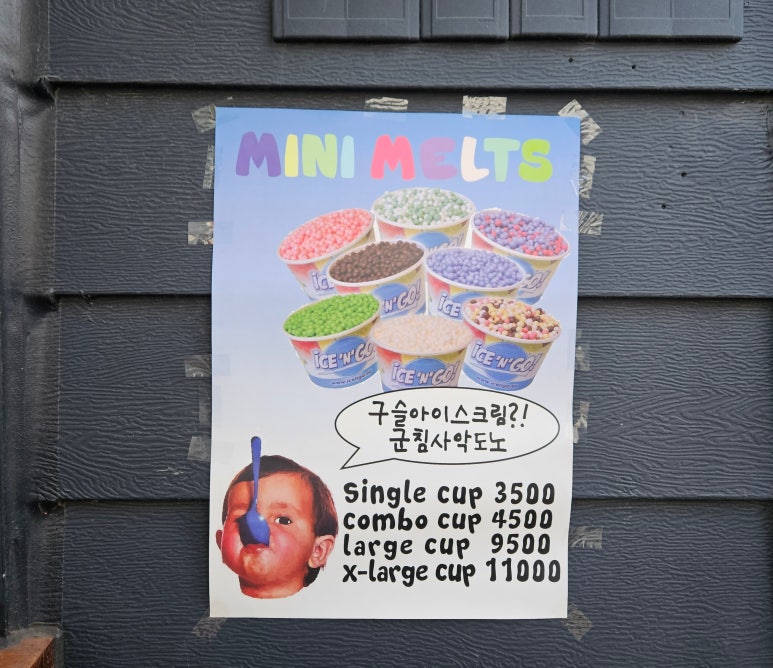 MINI MELTS
ICE 'N' GO!
ICE 'N' GO!
ICE 'N' GO!
ICE 'N' GO!
구슬아이스크림?!
군침사악도노
Single cup 3500
combo cup 4500
large cup 9500
x-large cup 11000